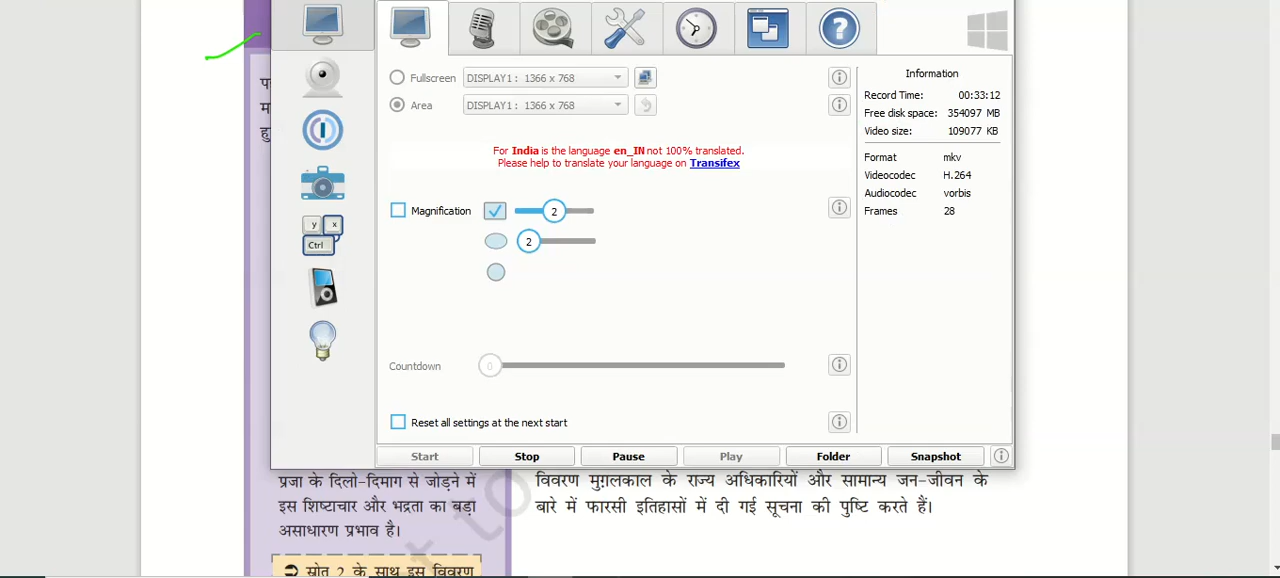 Fullscreen
DISPLAY1: 1366 x 768
Area
DISPLAY1: 1366 x 768
For India is the language en_IN not 100% translated.
Please help to translate your language on Transifex
Magnification
2
2
Countdown
0
Reset all settings at the next start
Start
Stop
Pause
Play
Folder
Snapshot
Information
Record Time: 00:33:12
Free disk space: 354097 MB
Video size: 109077 KB
Format mkv
Videocodec H.264
Audiocodec vorbis
Frames 28
y x
Ctrl
प्रजा के दिलो-दिमाग से जोड़ने में
इस शिष्टाचार और भद्रता का बड़ा
असाधारण प्रभाव है।
स्रोत 2 के साथ इस विवरण
विवरण मुग़लकाल के राज्य अधिकारियों और सामान्य जन-जीवन के
बारे में फारसी इतिहासों में दी गई सूचना की पुष्टि करते हैं।